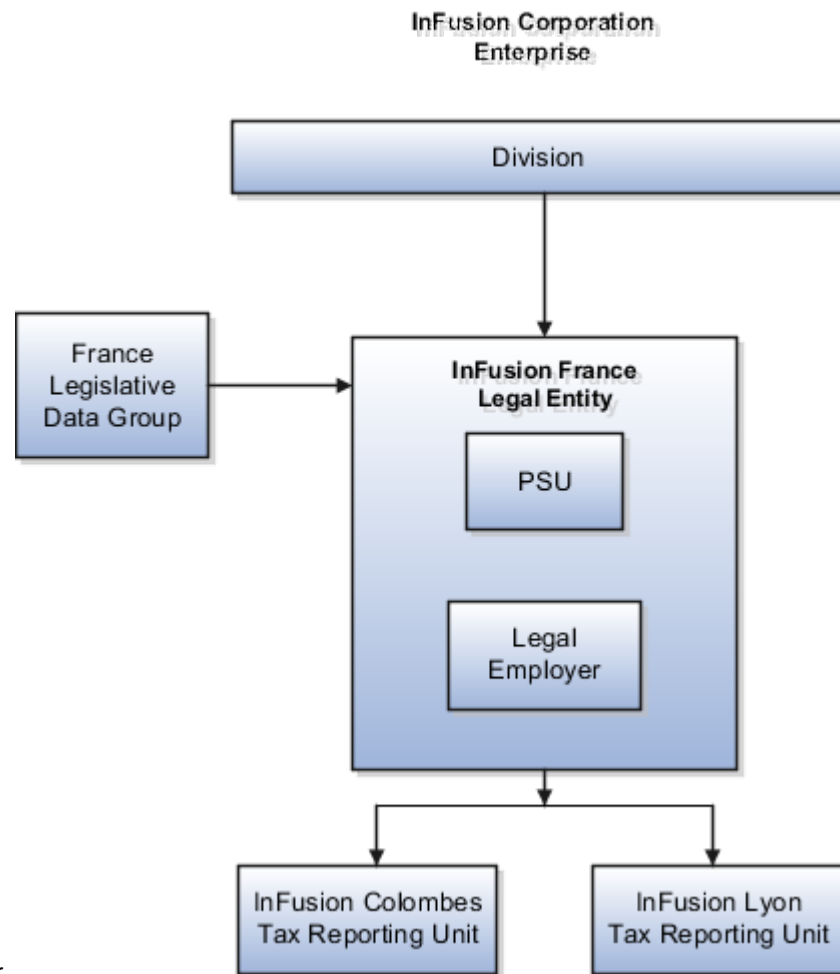 InFusion Corporation
Enterprise
Division
France
Legislative
Data Group
InFusion France
Legal Entity
PSU
Legal
Employer
InFusion Colombes
Tax Reporting Unit
InFusion Lyon
Tax Reporting Unit